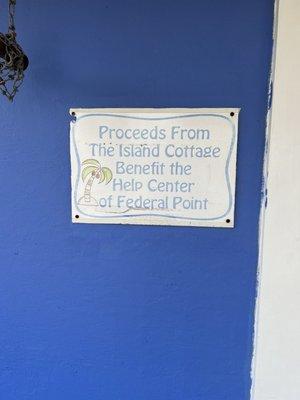 Proceeds From
The Island Cottage
Benefit the
Help Center
of Federal Point